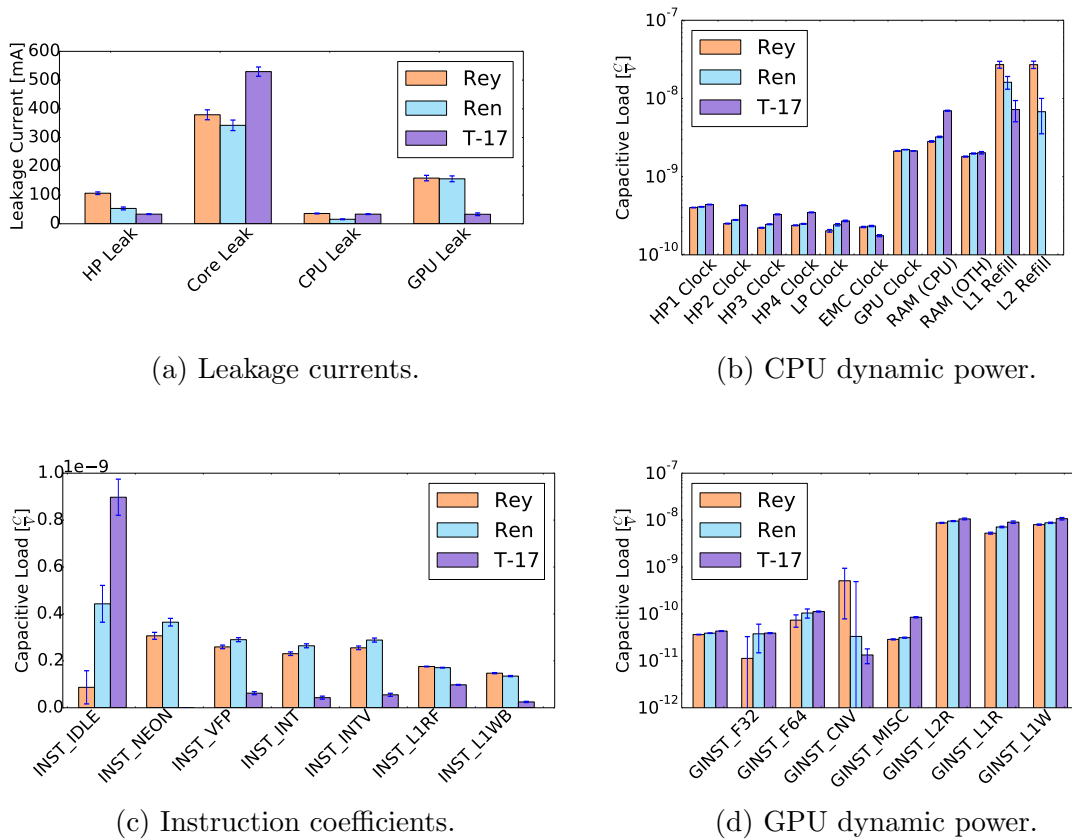 600
500
400
300
200
100
0
Leakage Current [mA]
Rey
Ren
T-17
HP Leak
Core Leak
CPU Leak
GPU Leak
(a) Leakage currents.
10⁻⁷
10⁻⁸
10⁻⁹
10⁻¹⁰
Capacitive Load [C/V]
Rey
Ren
T-17
HP1 Clock
HP2 Clock
HP3 Clock
HP4 Clock
LP Clock
EMC Clock
GPU Clock
RAM (CPU)
RAM (OTH)
L1 Refill
L2 Refill
(b) CPU dynamic power.
1e−9
1.0
0.8
0.6
0.4
0.2
0.0
Capacitive Load [C/V]
Rey
Ren
T-17
INST_IDLE
INST_NEON
INST_VFP
INST_INT
INST_INTV
INST_L1RF
INST_L1WB
(c) Instruction coefficients.
10⁻⁷
10⁻⁸
10⁻⁹
10⁻¹⁰
10⁻¹¹
10⁻¹²
Capacitive Load [C/V]
Rey
Ren
T-17
GINST_F32
GINST_F64
GINST_CNV
GINST_MISC
GINST_L2R
GINST_L1R
GINST_L1W
(d) GPU dynamic power.